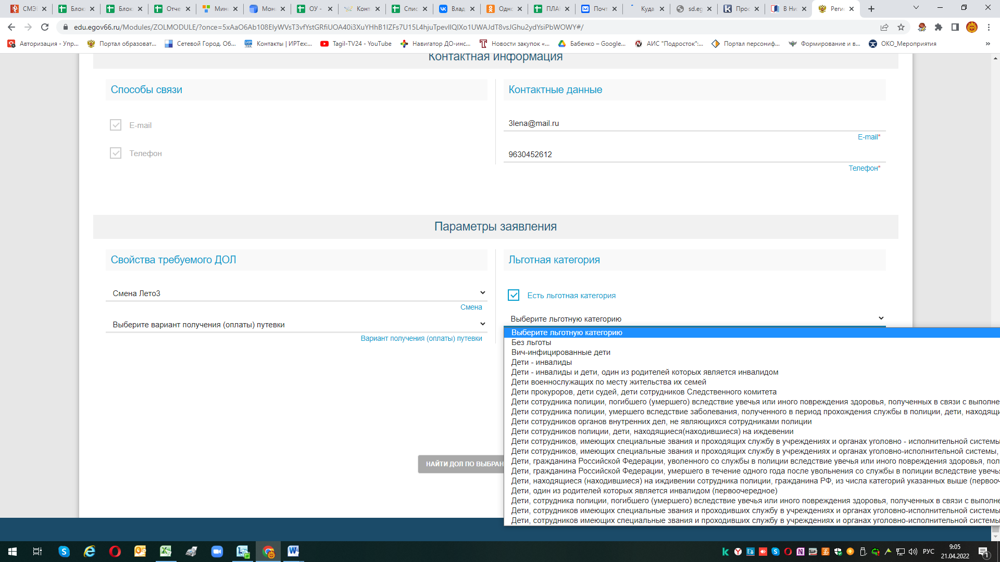 СМЭ
Блок
Блок
Отче
Мин
Мон
ОУ -
Конт
Спис
Влад
Одно
ПЛА
Почт
Куда
sd.eg
Прос
В Ни
Реги
edu.egov66.ru/Modules/ZOLMODULE/
Авторизация - Упр...
Портал образоват...
Сетевой Город. Об...
Контакты | ИРТех:...
Tagil-TV24 - YouTube
Навигатор ДО-инс...
Новости закупок «...
Бабенко – Google...
АИС "Подросток":...
Портал персониф...
Формирование и в...
ОКО_Мероприятия
»
Контактная информация
Способы связи
Контактные данные
E-mail
3lena@mail.ru
E-mail*
Телефон
9630452612
Телефон*
Параметры заявления
Свойства требуемого ДОЛ
Льготная категория
Смена Лето3
Смена
Есть льготная категория
Выберите вариант получения (оплаты) путевки
Вариант получения (оплаты) путевки
Выберите льготную категорию
Выберите льготную категорию
Без льготы
Вич-инфицированные дети
Дети - инвалиды
Дети - инвалиды и дети, один из родителей которых является инвалидом
Дети военнослужащих по месту жительства их семей
Дети прокуроров, дети судей, дети сотрудников Следственного комитета
Дети сотрудника полиции, погибшего (умершего) вследствие увечья или иного повреждения здоровья, полученных в связи с выполне
Дети сотрудника полиции, умершего вследствие заболевания, полученного в период прохождения службы в полиции, дети, находящи
Дети сотрудников органов внутренних дел, не являющихся сотрудниками полиции
Дети сотрудников полиции, дети, находящиеся(находившиеся) на иждевении
Дети сотрудников, имеющих специальные звания и проходящих службу в учреждениях и органах уголовно - исполнительной системы
Дети сотрудников, имеющих специальные звания и проходящих службу в учреждениях и органах уголовно-исполнительной системы,
Дети, гражданина Российской Федерации, уволенного со службы в полиции вследствие увечья или иного повреждения здоровья, пол
Дети, гражданина Российской Федерации, умершего в течение одного года после увольнения со службы в полиции вследствие увечья
Дети, находящиеся (находившиеся) на иждивении сотрудника полиции, гражданина РФ, из числа категорий указанных выше (первооч
Дети, один из родителей которых является инвалидом (первоочередное)
Дети, сотрудника полиции, погибшего (умершего) вследствие увечья или иного повреждения здоровья, полученных в связи с выполне
Дети, сотрудников имеющих специальные звания и проходивших службу в учреждениях и органах уголовно-исполнительной системы
Дети, сотрудников имеющих специальные звания и проходивших службу в учреждениях и органах уголовно-исполнительной системы
НАЙТИ ДОЛ ПО ВЫБРАН
РУС
9:05
21.04.2022
1